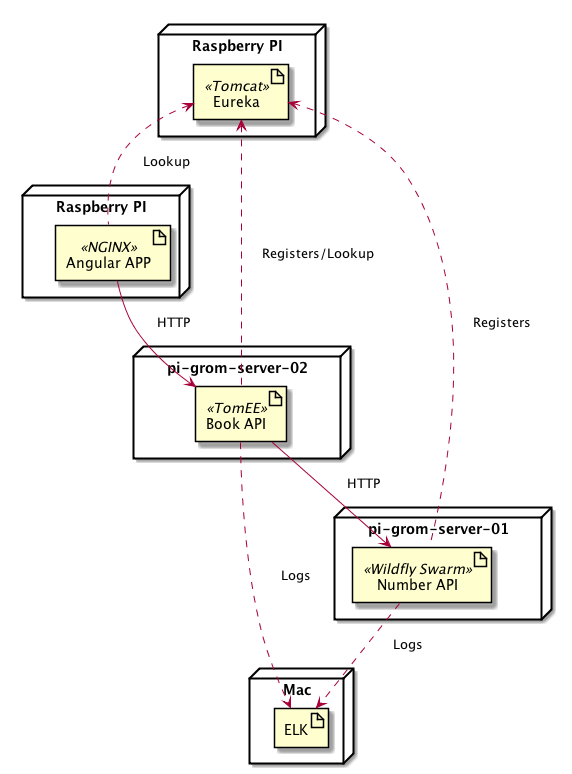 Raspberry PI
«Tomcat»
Eureka
Lookup
Raspberry PI
«NGINX»
Angular APP
Registers/Lookup
HTTP
Registers
pi-grom-server-02
«TomEE»
Book API
HTTP
pi-grom-server-01
«Wildfly Swarm»
Number API
Logs
Logs
Mac
ELK